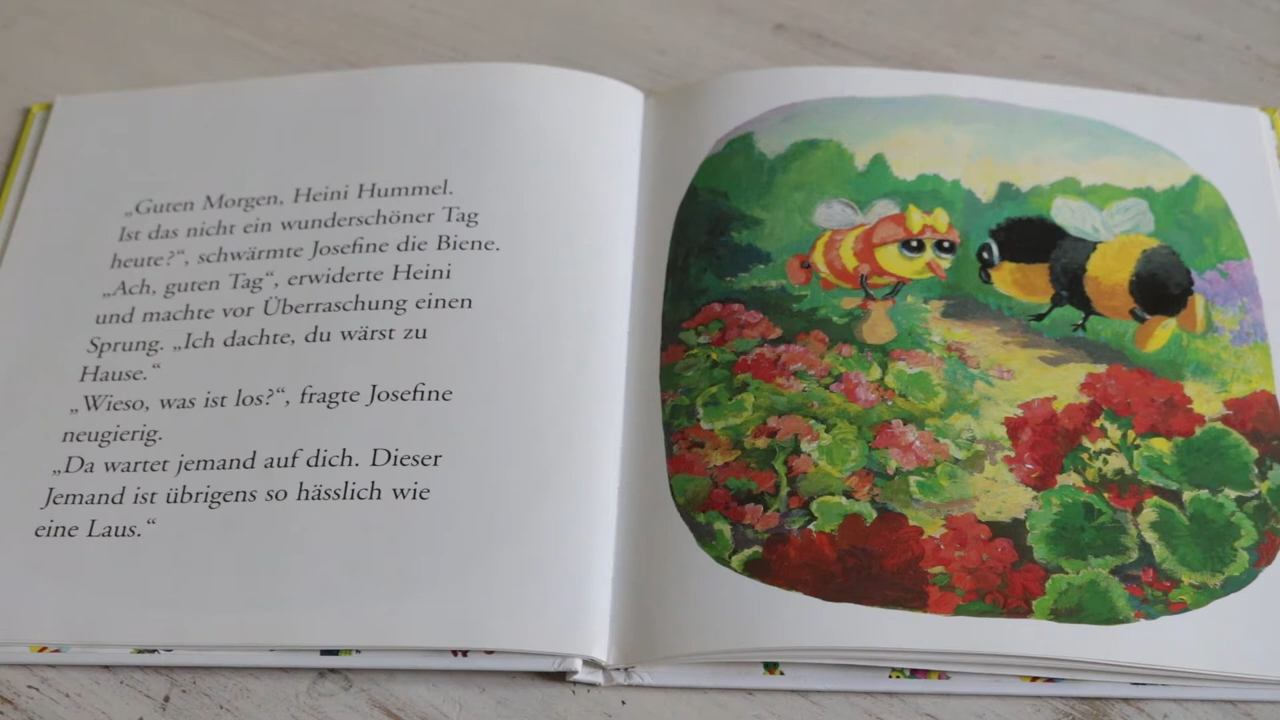 „Guten Morgen, Heini Hummel.
Ist das nicht ein wunderschöner Tag
heute?“, schwärmte Josefine die Biene.
„Ach, guten Tag“, erwiderte Heini
und machte vor Überraschung einen
Sprung. „Ich dachte, du wärst zu
Hause.“
„Wieso, was ist los?“, fragte Josefine
neugierig.
„Da wartet jemand auf dich. Dieser
Jemand ist übrigens so hässlich wie
eine Laus.“